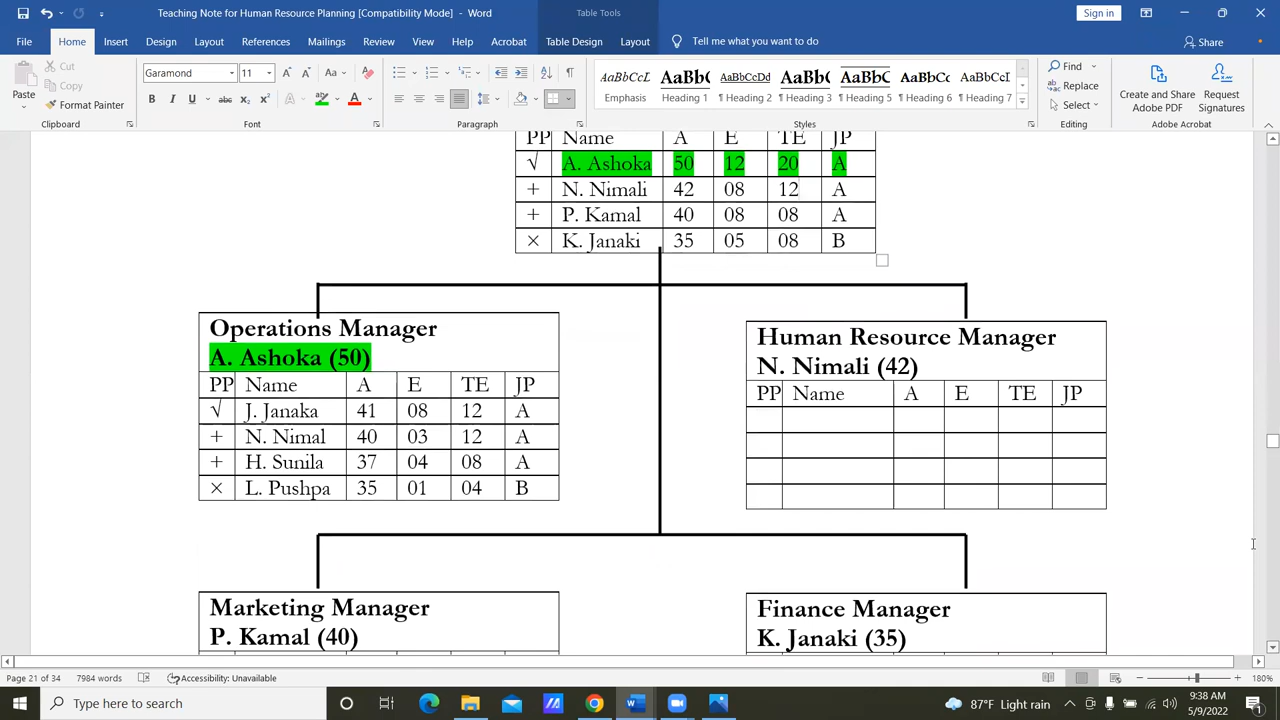 Teaching Note for Human Resource Planning [Compatibility Mode] - Word
Table Tools
Sign in
File Home Insert Design Layout References Mailings Review View Help Acrobat Table Design Layout Tell me what you want to do Share
Paste
Cut
Copy
Format Painter
Clipboard
Garamond 11
Font
Paragraph
AaBbCcL AaBbC AaBbCcDd AaBbC AaBbC AaBbCc AaBbCcI
Emphasis Heading 1 ¶ Heading 2 ¶ Heading 3 ¶ Heading 5 ¶ Heading 6 ¶ Heading 7
Styles
Find
Replace
Select
Editing
Create and Share Adobe PDF
Request Signatures
Adobe Acrobat
PP Name A E TE JP
√ A. Ashoka 50 12 20 A
+ N. Nimali 42 08 12 A
+ P. Kamal 40 08 08 A
× K. Janaki 35 05 08 B
Operations Manager
A. Ashoka (50)
PP Name A E TE JP
√ J. Janaka 41 08 12 A
+ N. Nimal 40 03 12 A
+ H. Sunila 37 04 08 A
× L. Pushpa 35 01 04 B
Human Resource Manager
N. Nimali (42)
PP Name A E TE JP
Marketing Manager
P. Kamal (40)
Finance Manager
K. Janaki (35)
Page 21 of 34 7984 words Accessibility: Unavailable 180%
Type here to search
87°F Light rain
9:38 AM
5/9/2022